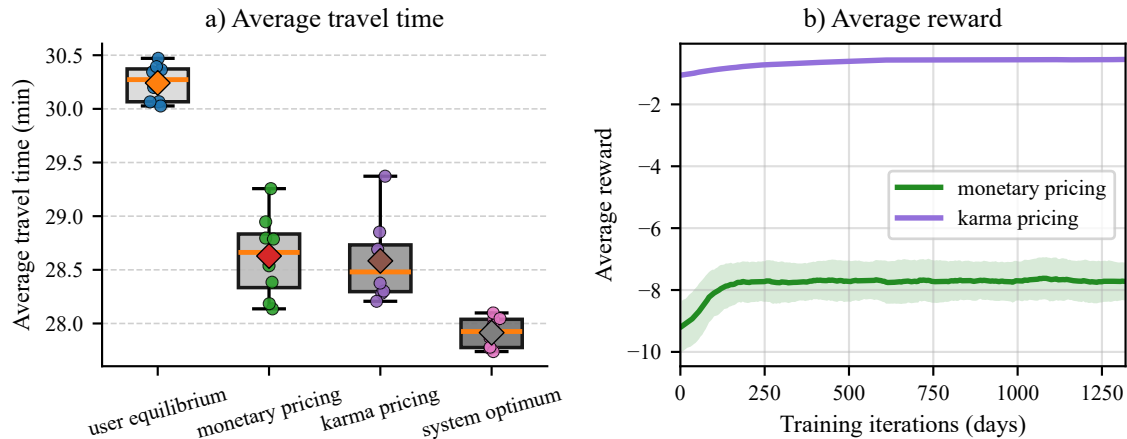 a) Average travel time
Average travel time (min)
30.5
30.0
29.5
29.0
28.5
28.0
user equilibrium
monetary pricing
karma pricing
system optimum
b) Average reward
Average reward
−2
−4
−6
−8
−10
monetary pricing
karma pricing
0
250
500
750
1000
1250
Training iterations (days)